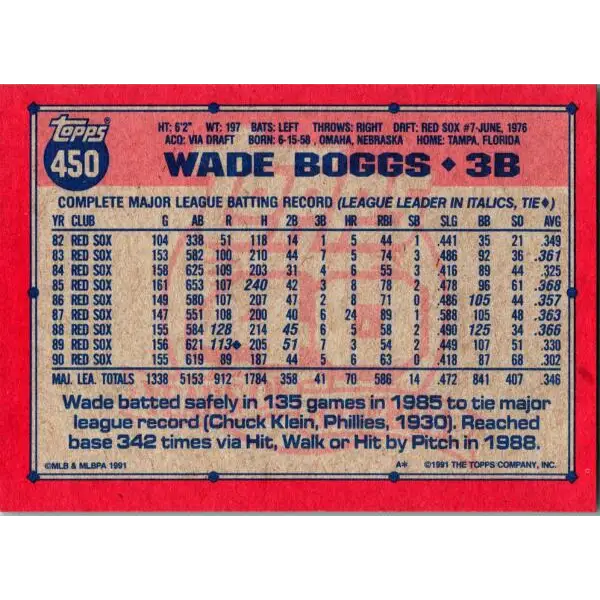 Topps®
450
HT: 6'2" WT: 197 BATS: LEFT THROWS: RIGHT DRFT: RED SOX #7-JUNE, 1976
ACQ: VIA DRAFT BORN: 6-15-58, OMAHA, NEBRASKA HOME: TAMPA, FLORIDA
WADE BOGGS ♦ 3B
COMPLETE MAJOR LEAGUE BATTING RECORD (LEAGUE LEADER IN ITALICS, TIE♦)
YR CLUB G AB R H 2B 3B HR RBI SB SLG BB SO AVG
82 RED SOX 104 338 51 118 14 1 5 44 1 .441 35 21 .349
83 RED SOX 153 582 100 210 44 7 5 74 3 .486 92 36 .361
84 RED SOX 158 625 109 203 31 4 6 55 3 .416 89 44 .325
85 RED SOX 161 653 107 240 42 3 8 78 2 .478 96 61 .368
86 RED SOX 149 580 107 207 47 2 8 71 0 .486 105 44 .357
87 RED SOX 147 551 108 200 40 6 24 89 1 .588 105 48 .363
88 RED SOX 155 584 128 214 45 6 5 58 2 .490 125 34 .366
89 RED SOX 156 621 113♦ 205 51 7 3 54 2 .449 107 51 .330
90 RED SOX 155 619 89 187 44 5 6 63 0 .418 87 68 .302
MAJ. LEA. TOTALS 1338 5153 912 1784 358 41 70 586 14 .472 841 407 .346
Wade batted safely in 135 games in 1985 to tie major
league record (Chuck Klein, Phillies, 1930). Reached
base 342 times via Hit, Walk or Hit by Pitch in 1988.
©MLB & MLBPA 1991 A* ©1991 THE TOPPS COMPANY, INC.